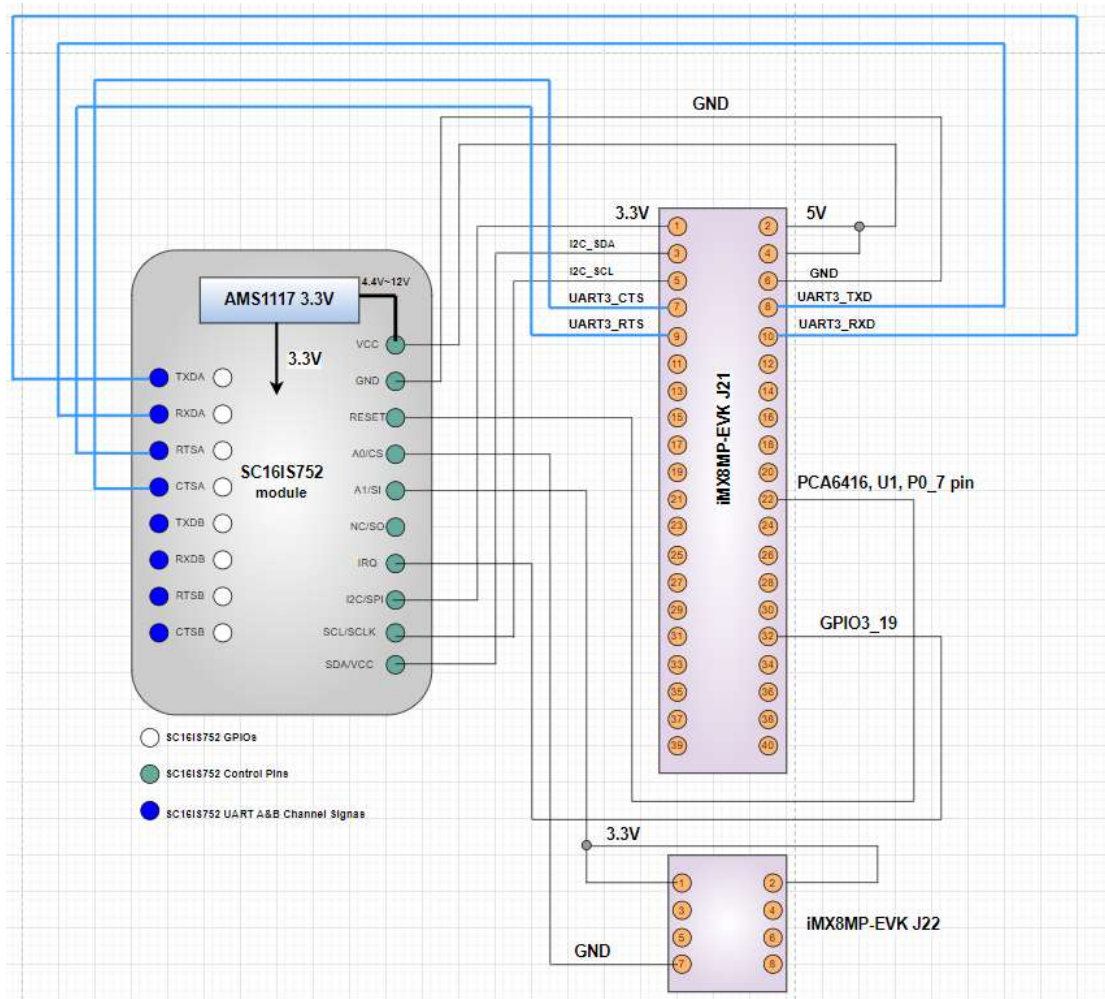 GND
3.3V
5V
I2C_SDA
I2C_SCL
GND
UART3_CTS
UART3_TXD
UART3_RTS
UART3_RXD
1 2
3 4
5 6
7 8
9 10
11 12
13 14
15 16
17 18
19 20
21 22
23 24
25 26
27 28
29 30
31 32
33 34
35 36
37 38
39 40
iMX8MP-EVK J21
PCA6416, U1, P0_7 pin
GPIO3_19
AMS1117 3.3V
4.4V~12V
3.3V
SC16IS752
module
TXDA
RXDA
RTSA
CTSA
TXDB
RXDB
RTSB
CTSB
VCC
GND
RESET
A0/CS
A1/SI
NC/SO
IRQ
I2C/SPI
SCL/SCLK
SDA/VCC
SC16IS752 GPIOs
SC16IS752 Control Pins
SC16IS752 UART A&B Channel Signas
3.3V
1 2
3 4
5 6
7 8
iMX8MP-EVK J22
GND